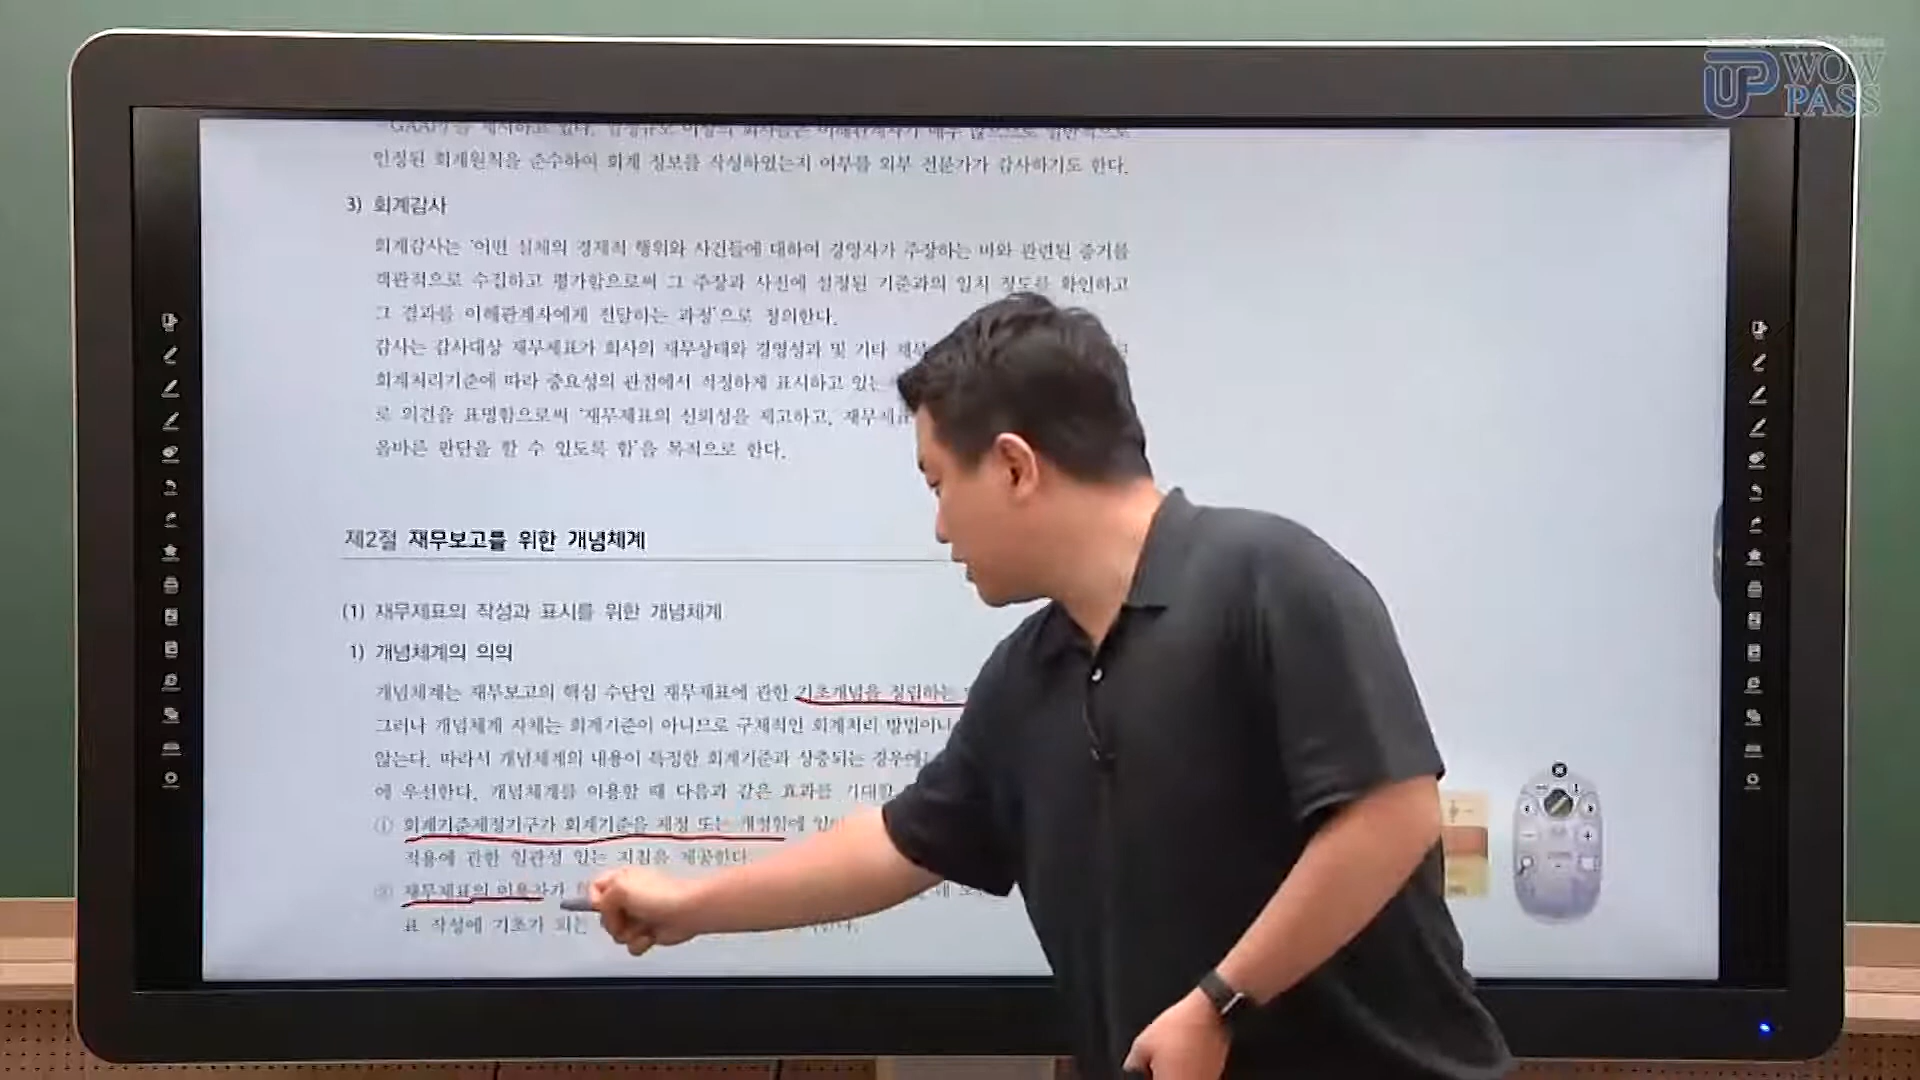 WOW
UP PASS
인정된 회계원칙을 준수하여 회계 정보를 작성하였는지 여부를 외부 전문가가 감사하기도 한다.
3) 회계감사
회계감사는 '어떤 실체의 경제적 행위와 사건들에 대하여 경영자가 주장하는 바와 관련된 증거를
객관적으로 수집하고 평가함으로써 그 주장과 사전에 설정된 기준과의 일치 정도를 확인하고
그 결과를 이해관계자에게 전달하는 과정'으로 정의한다.
감사는 감사대상 재무제표가 회사의 재무상태와 경영성과 및 기타
회계처리기준에 따라 중요성의 관점에서 적정하게 표시하고 있는
로 의견을 표명함으로써 '재무제표의 신뢰성을 제고하고, 재무제표
올바른 판단을 할 수 있도록 함'을 목적으로 한다.
제2절 재무보고를 위한 개념체계
(1) 재무제표의 작성과 표시를 위한 개념체계
1) 개념체계의 의의
개념체계는 재무보고의 핵심 수단인 재무제표에 관한 기초개념을 정립하는
그러나 개념체계 자체는 회계기준이 아니므로 구체적인 회계처리 방법이나
않는다. 따라서 개념체계의 내용이 특정한 회계기준과 상충되는 경우에는
에 우선한다. 개념체계를 이용할 때 다음과 같은 효과를 기대할
① 회계기준제정기구가 회계기준을 제정 또는 개정함에 있
적용에 관한 일관성 있는 지침을 제공한다.
② 재무제표의 이용자가
표 작성에 기초가 되는